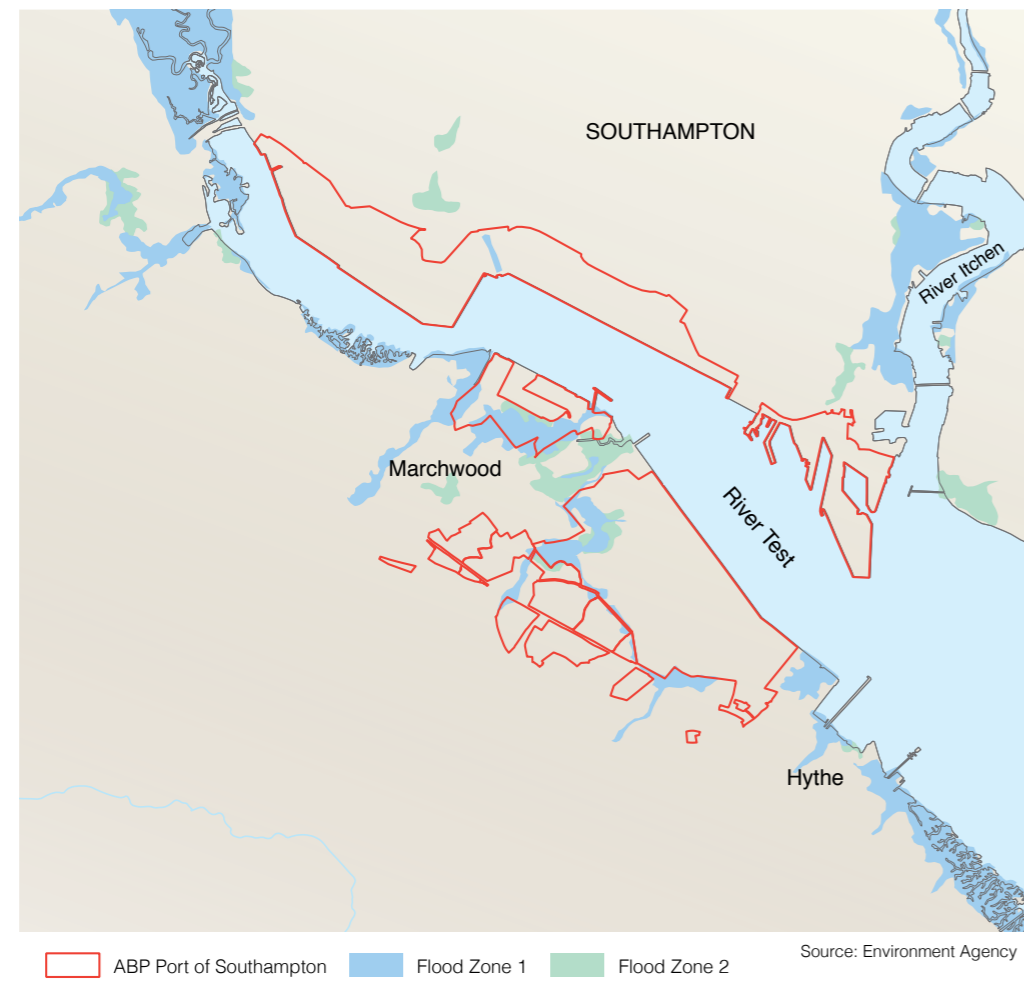 SOUTHAMPTON
River Itchen
Marchwood
River Test
Hythe
Source: Environment Agency
ABP Port of Southampton
Flood Zone 1
Flood Zone 2